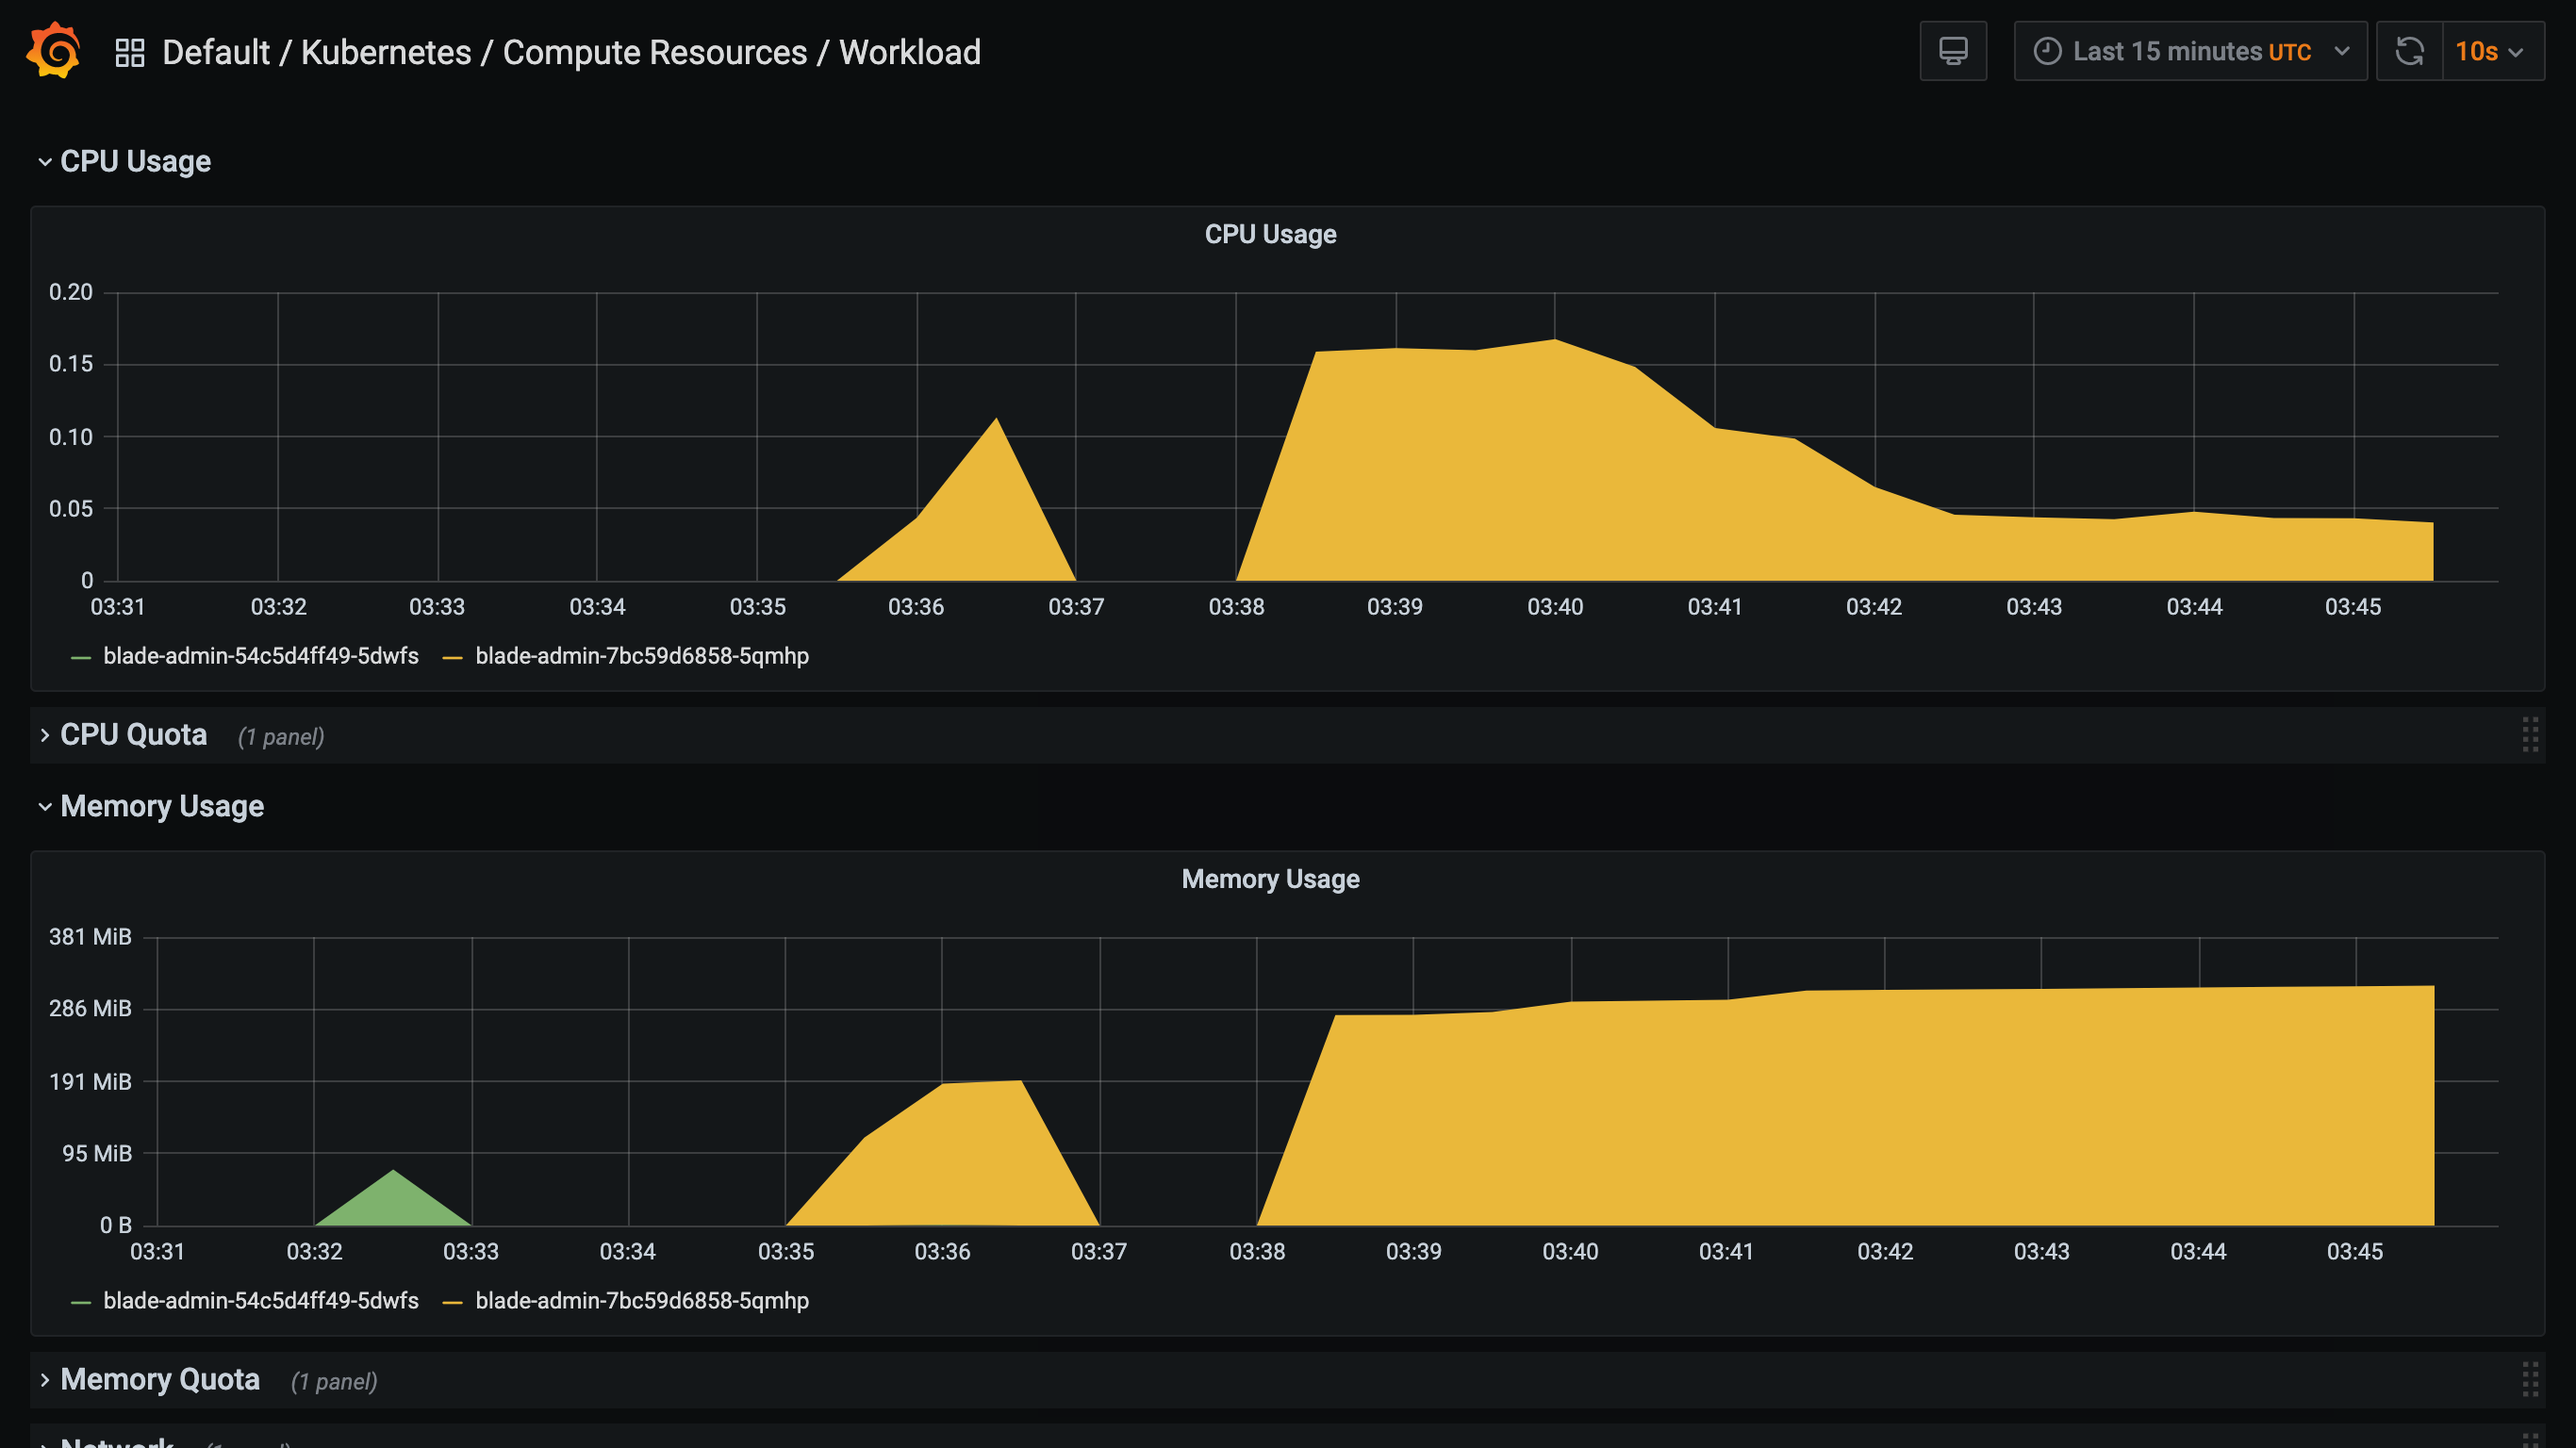 Default / Kubernetes / Compute Resources / Workload
Last 15 minutes UTC
10s
CPU Usage
CPU Usage
0.20
0.15
0.10
0.05
0
03:31 03:32 03:33 03:34 03:35 03:36 03:37 03:38 03:39 03:40 03:41 03:42 03:43 03:44 03:45
blade-admin-54c5d4ff49-5dwfs blade-admin-7bc59d6858-5qmhp
CPU Quota (1 panel)
Memory Usage
Memory Usage
381 MiB
286 MiB
191 MiB
95 MiB
0 B
03:31 03:32 03:33 03:34 03:35 03:36 03:37 03:38 03:39 03:40 03:41 03:42 03:43 03:44 03:45
blade-admin-54c5d4ff49-5dwfs blade-admin-7bc59d6858-5qmhp
Memory Quota (1 panel)
Network